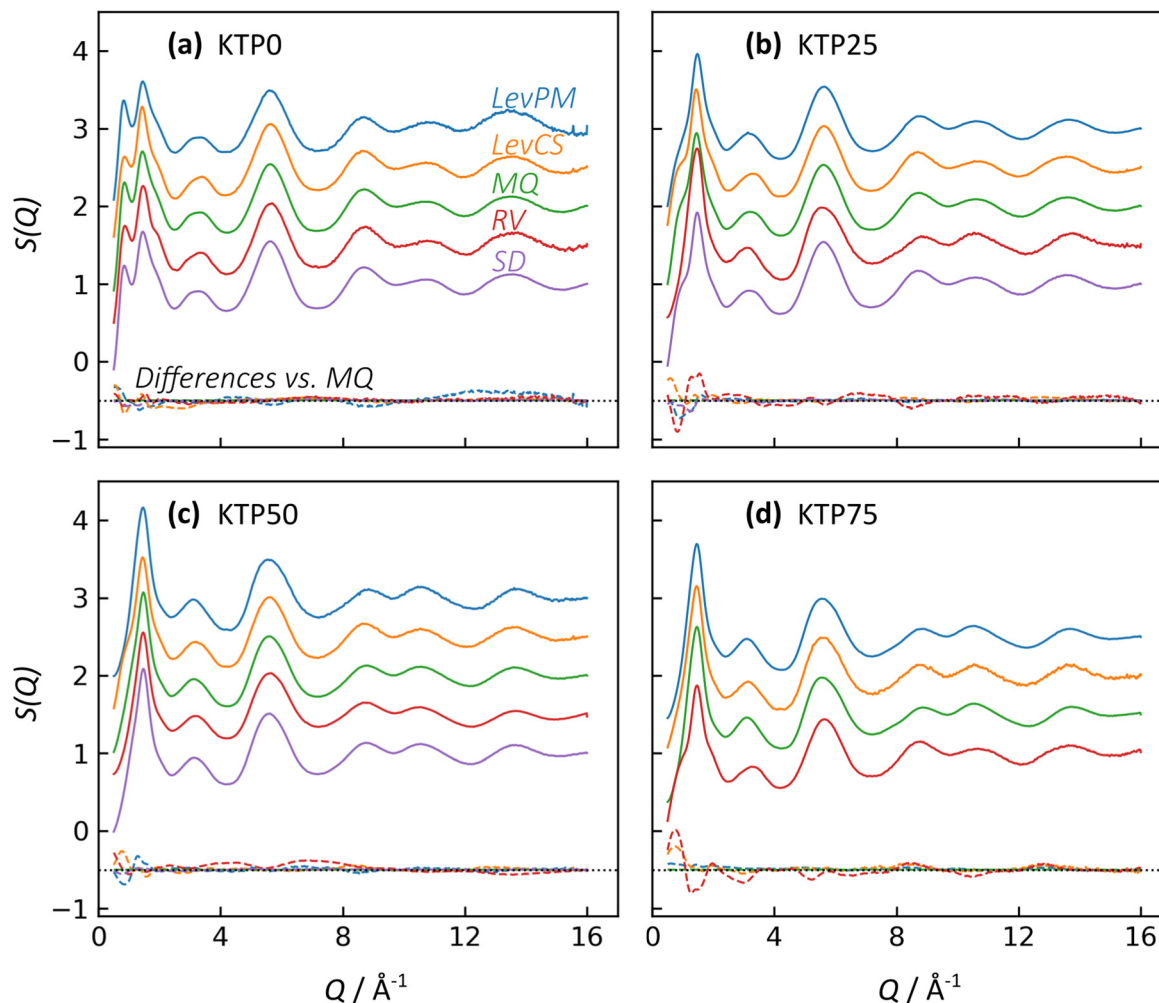 (a) KTP0
(b) KTP25
4
3
2
1
0
−1
S(Q)
LevPM
LevCS
MQ
RV
SD
Differences vs. MQ
(c) KTP50
(d) KTP75
4
3
2
1
0
−1
S(Q)
0
4
8
12
16
0
4
8
12
16
Q / Å-1
Q / Å-1